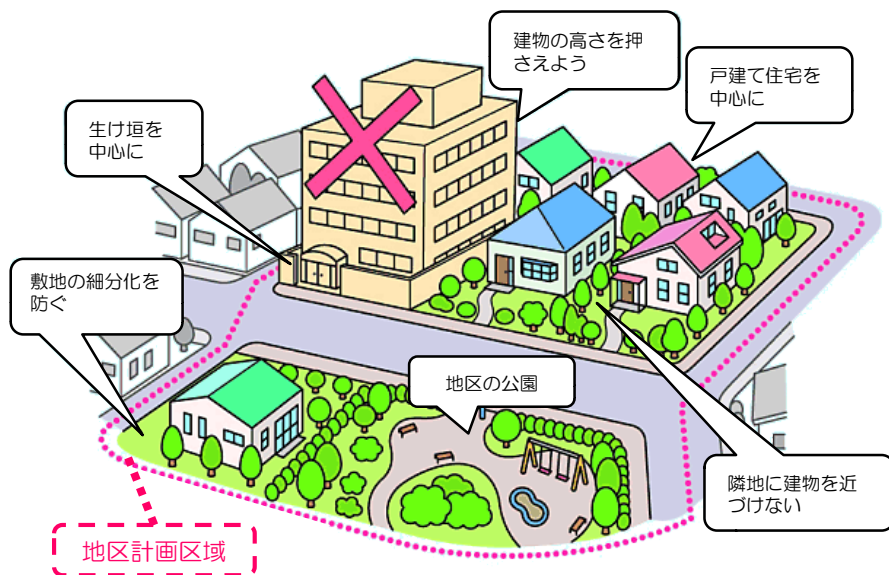 建物の高さを押
さえよう
戸建て住宅を
中心に
生け垣を
中心に
敷地の細分化を
防ぐ
地区の公園
隣地に建物を近
づけない
地区計画区域